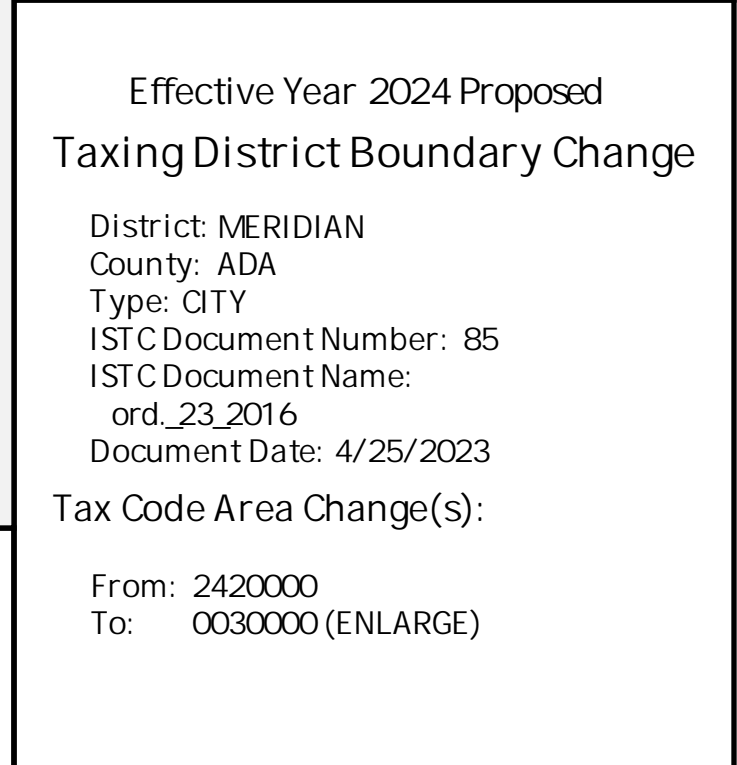 Effective Year 2024 Proposed
Taxing District Boundary Change
District: MERIDIAN
County: ADA
Type: CITY
ISTC Document Number: 85
ISTC Document Name:
ord._23_2016
Document Date: 4/25/2023
Tax Code Area Change(s):
From: 2420000
To: 0030000 (ENLARGE)